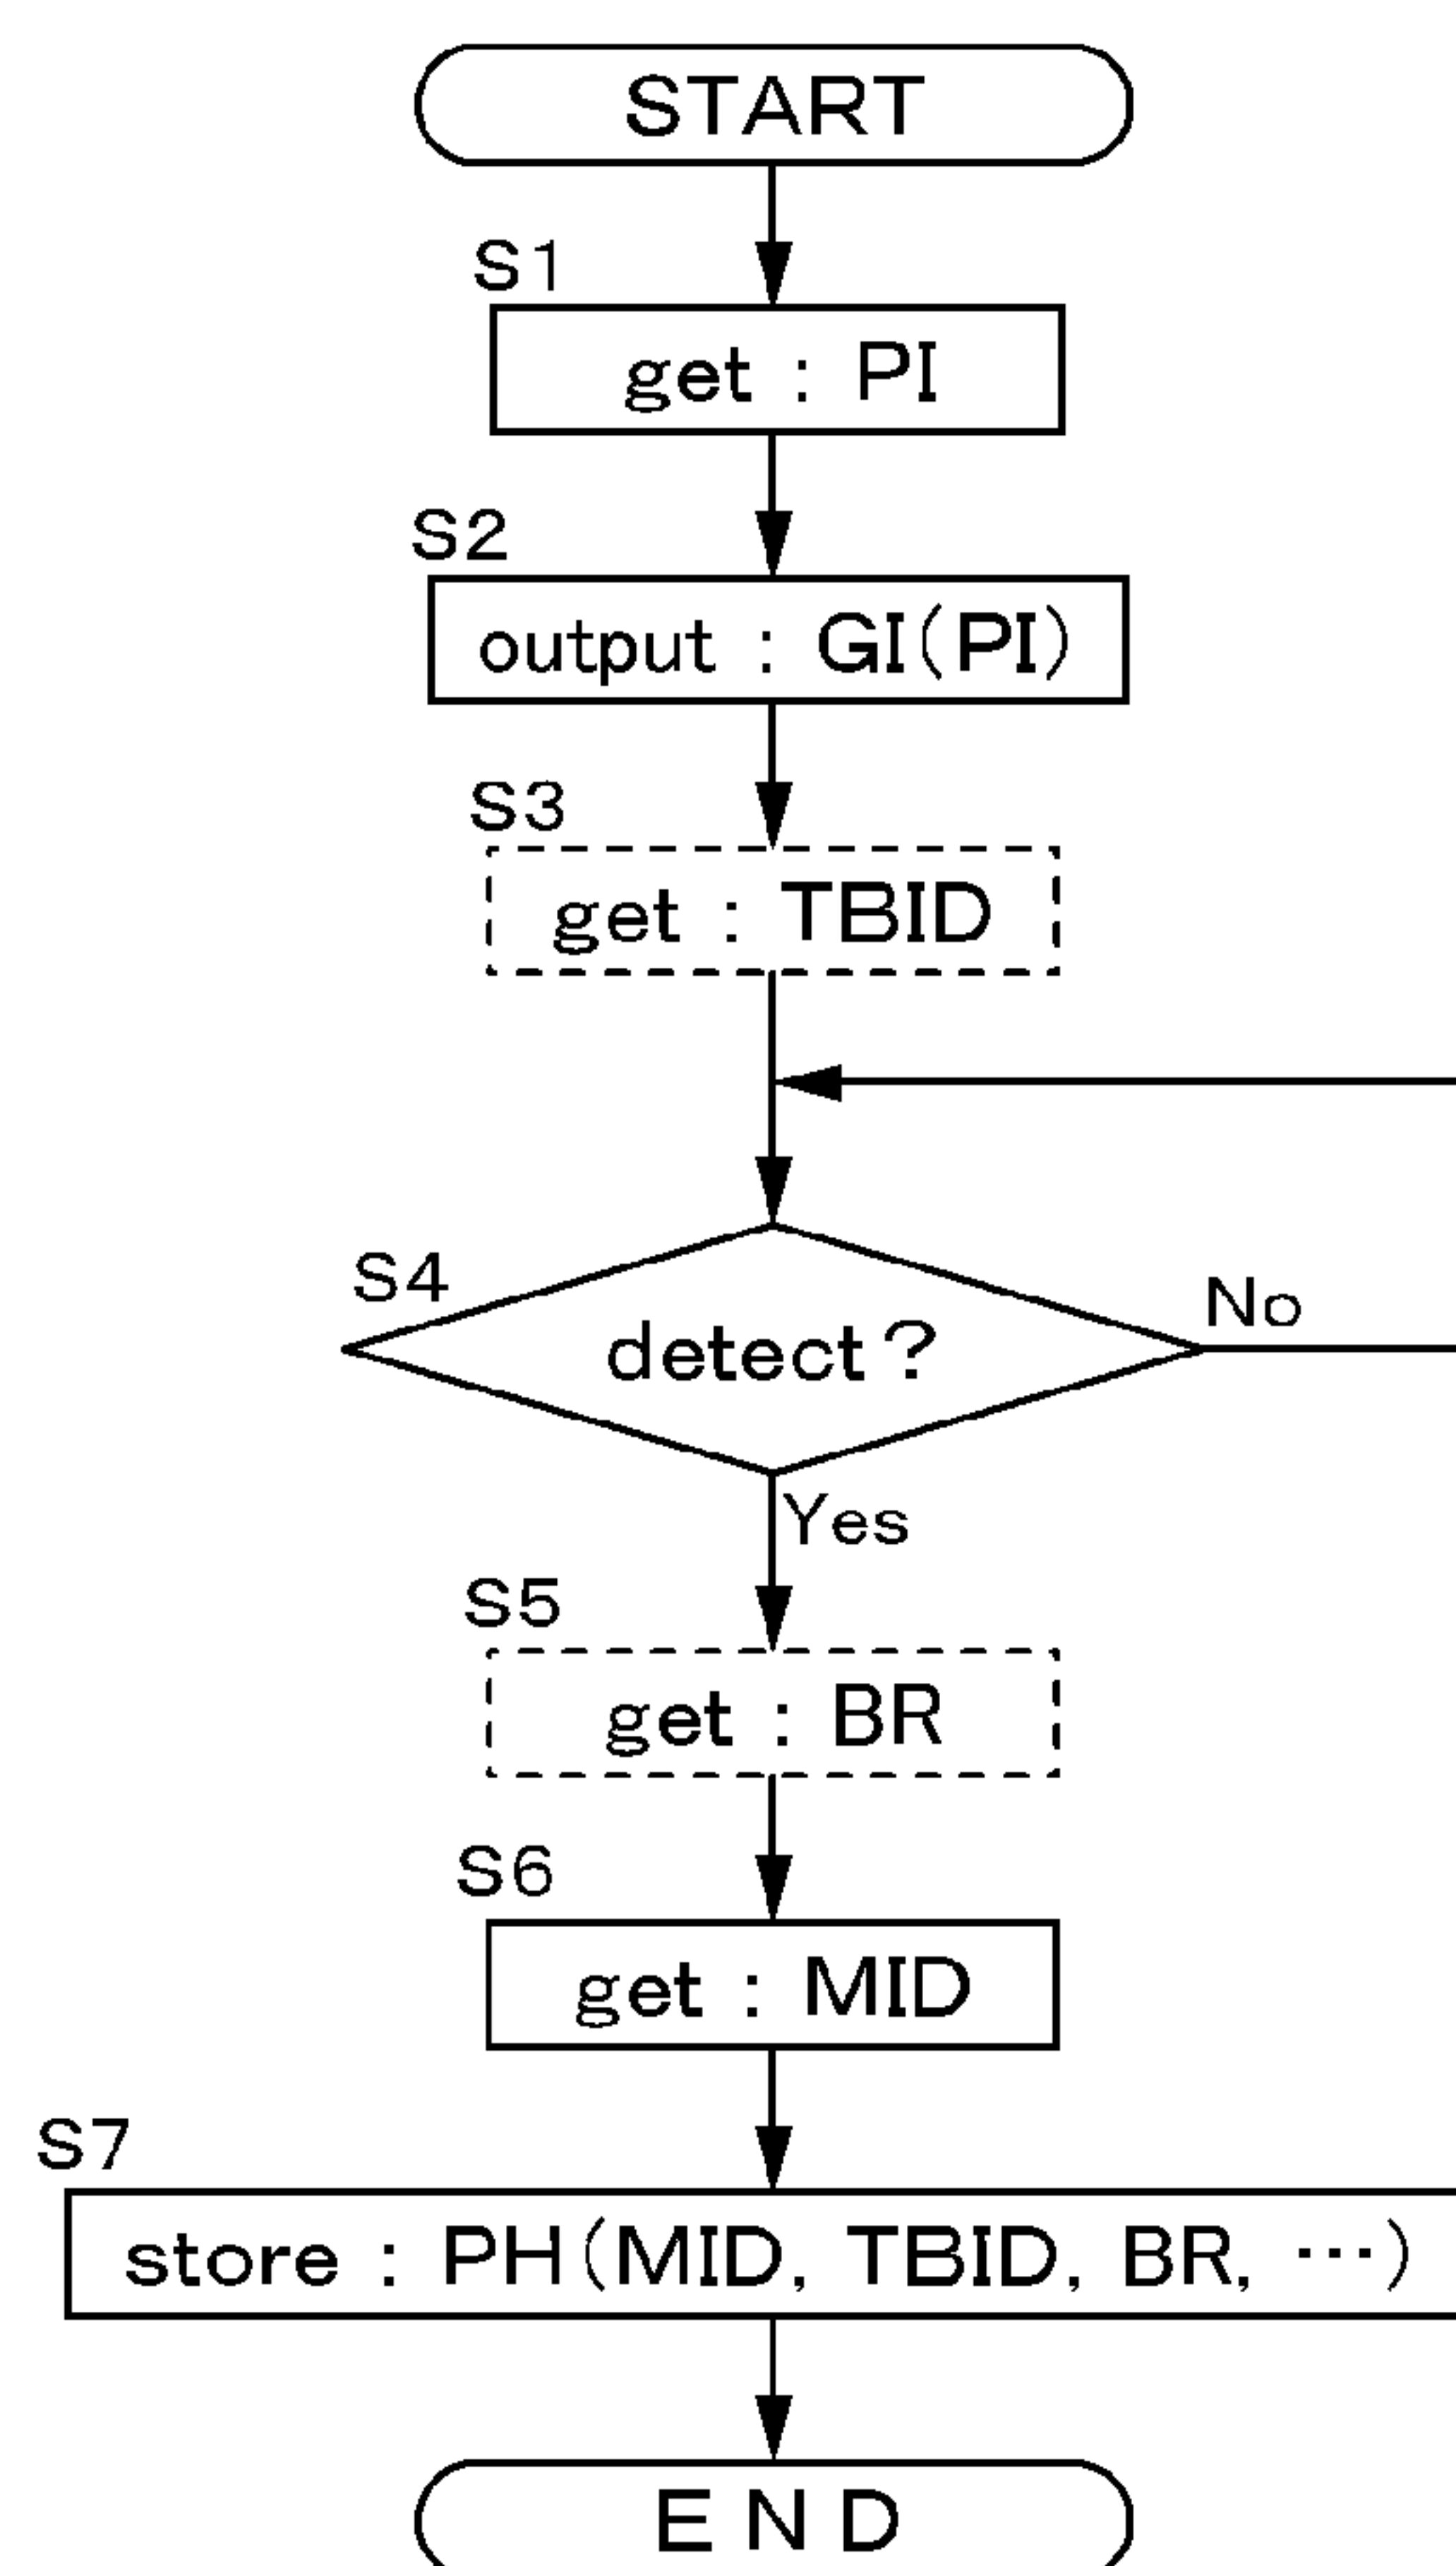 START
S1
get : PI
S2
output : GI(PI)
S3
get : TBID
S4
detect?
No
Yes
S5
get : BR
S6
get : MID
S7
store : PH(MID, TBID, BR, ···)
END